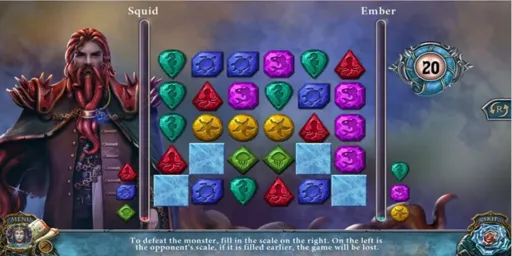 Squid
Ember
20
R
MENU
SKIP
To defeat the monster, fill in the scale on the right. On the left is
the opponent's scale, if it is filled earlier, the game will be lost.